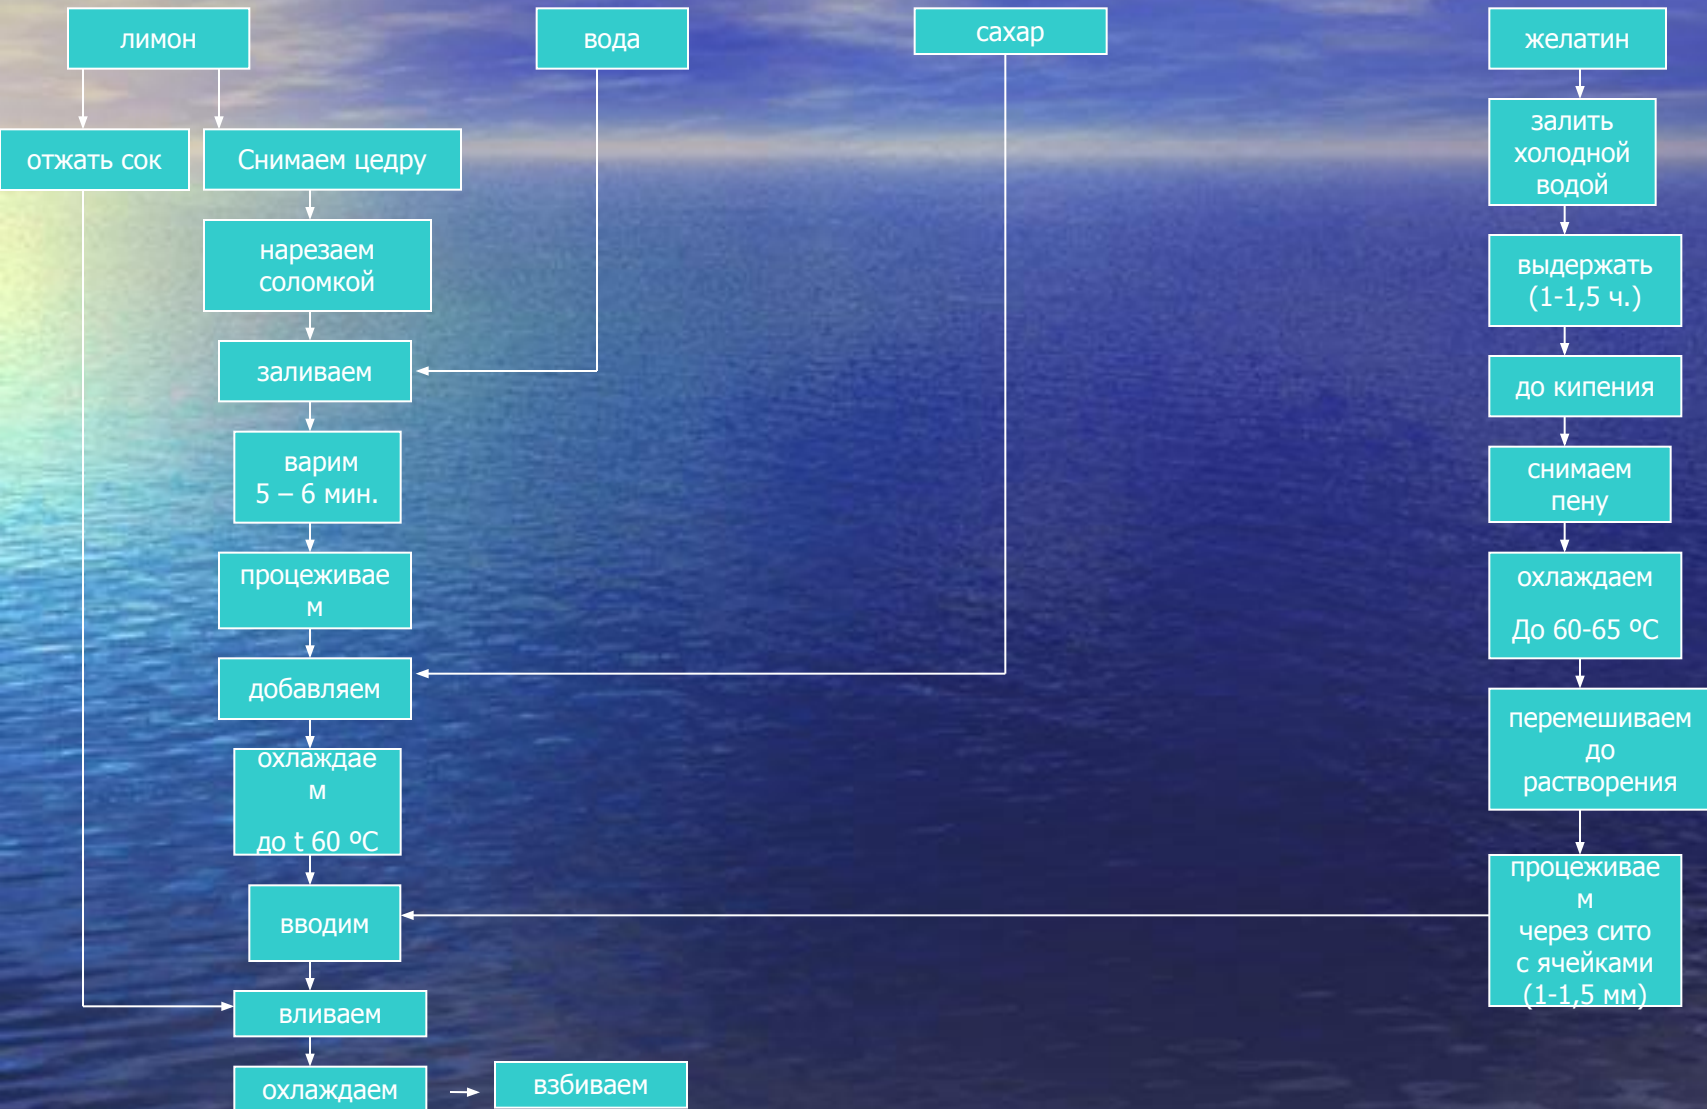 лимон
вода
сахар
желатин
отжать сок
Снимаем цедру
нарезаем
соломкой
заливаем
варим
5 – 6 мин.
процеживае
м
добавляем
охлаждае
м
до t 60 ºС
вводим
вливаем
охлаждаем
взбиваем
залить
холодной
водой
выдержать
(1-1,5 ч.)
до кипения
снимаем
пену
охлаждаем
До 60-65 ºС
перемешиваем
до
растворения
процеживае
м
через сито
с ячейками
(1-1,5 мм)